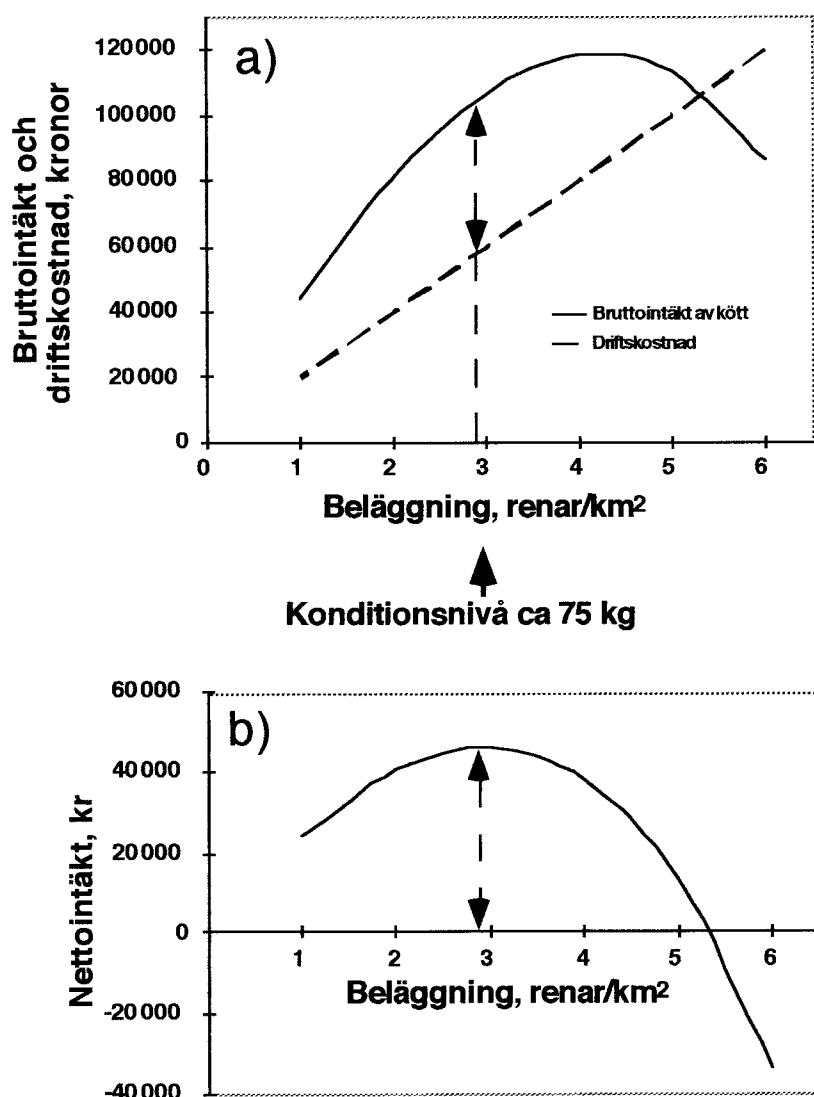 a)
Bruttointäkt och
driftskostnad, kronor
120000
100000
80000
60000
40000
20000
0
Bruttointäkt av kött
Driftskostnad
0 1 2 3 4 5 6
Beläggning, renar/km²
Konditionsnivå ca 75 kg
b)
Nettointäkt, kr
60000
40000
20000
0
-20000
-40000
1 2 3 4 5 6
Beläggning, renar/km²